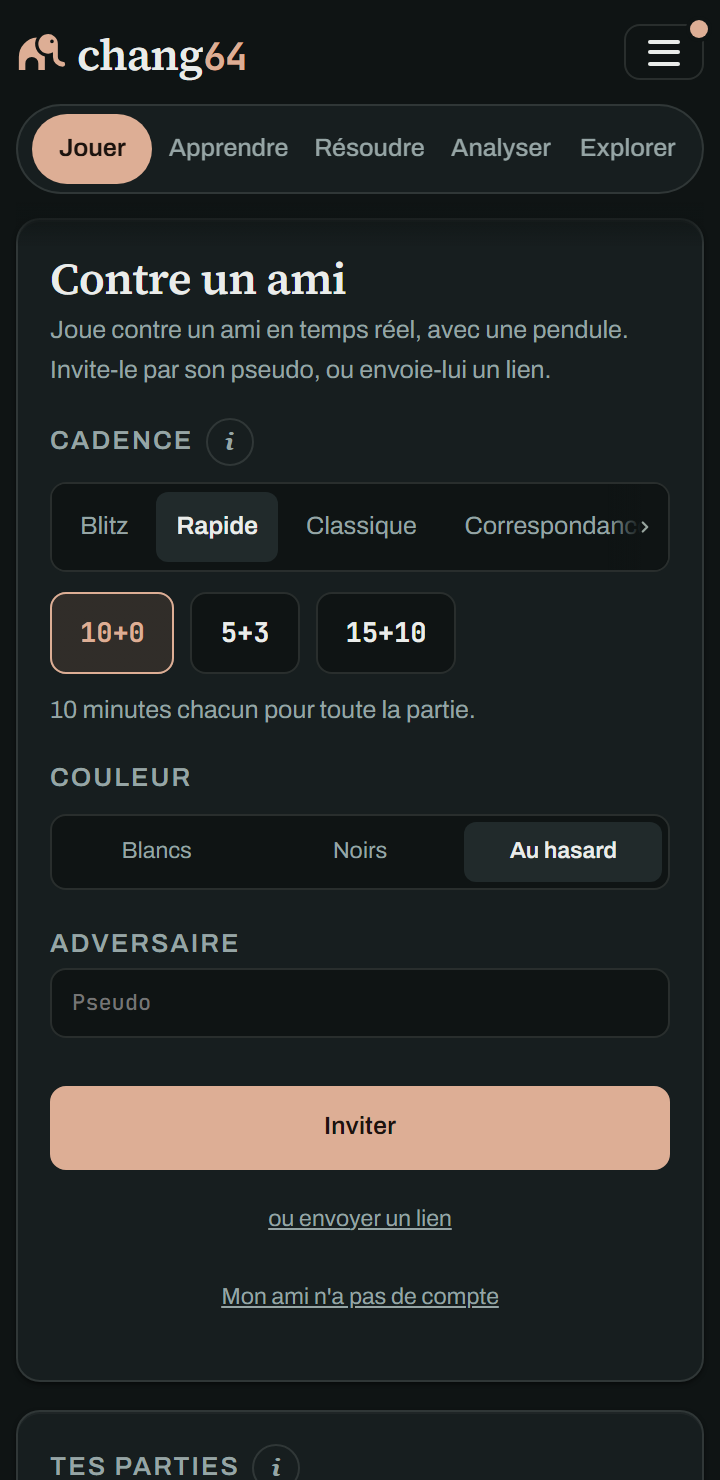 chang64
Jouer Apprendre Résoudre Analyser Explorer
Contre un ami
Joue contre un ami en temps réel, avec une pendule.
Invite-le par son pseudo, ou envoie-lui un lien.
CADENCE i
Blitz Rapide Classique Correspondanc
10+0 5+3 15+10
10 minutes chacun pour toute la partie.
COULEUR
Blancs Noirs Au hasard
ADVERSAIRE
Pseudo
Inviter
ou envoyer un lien
Mon ami n'a pas de compte
TES PARTIES i